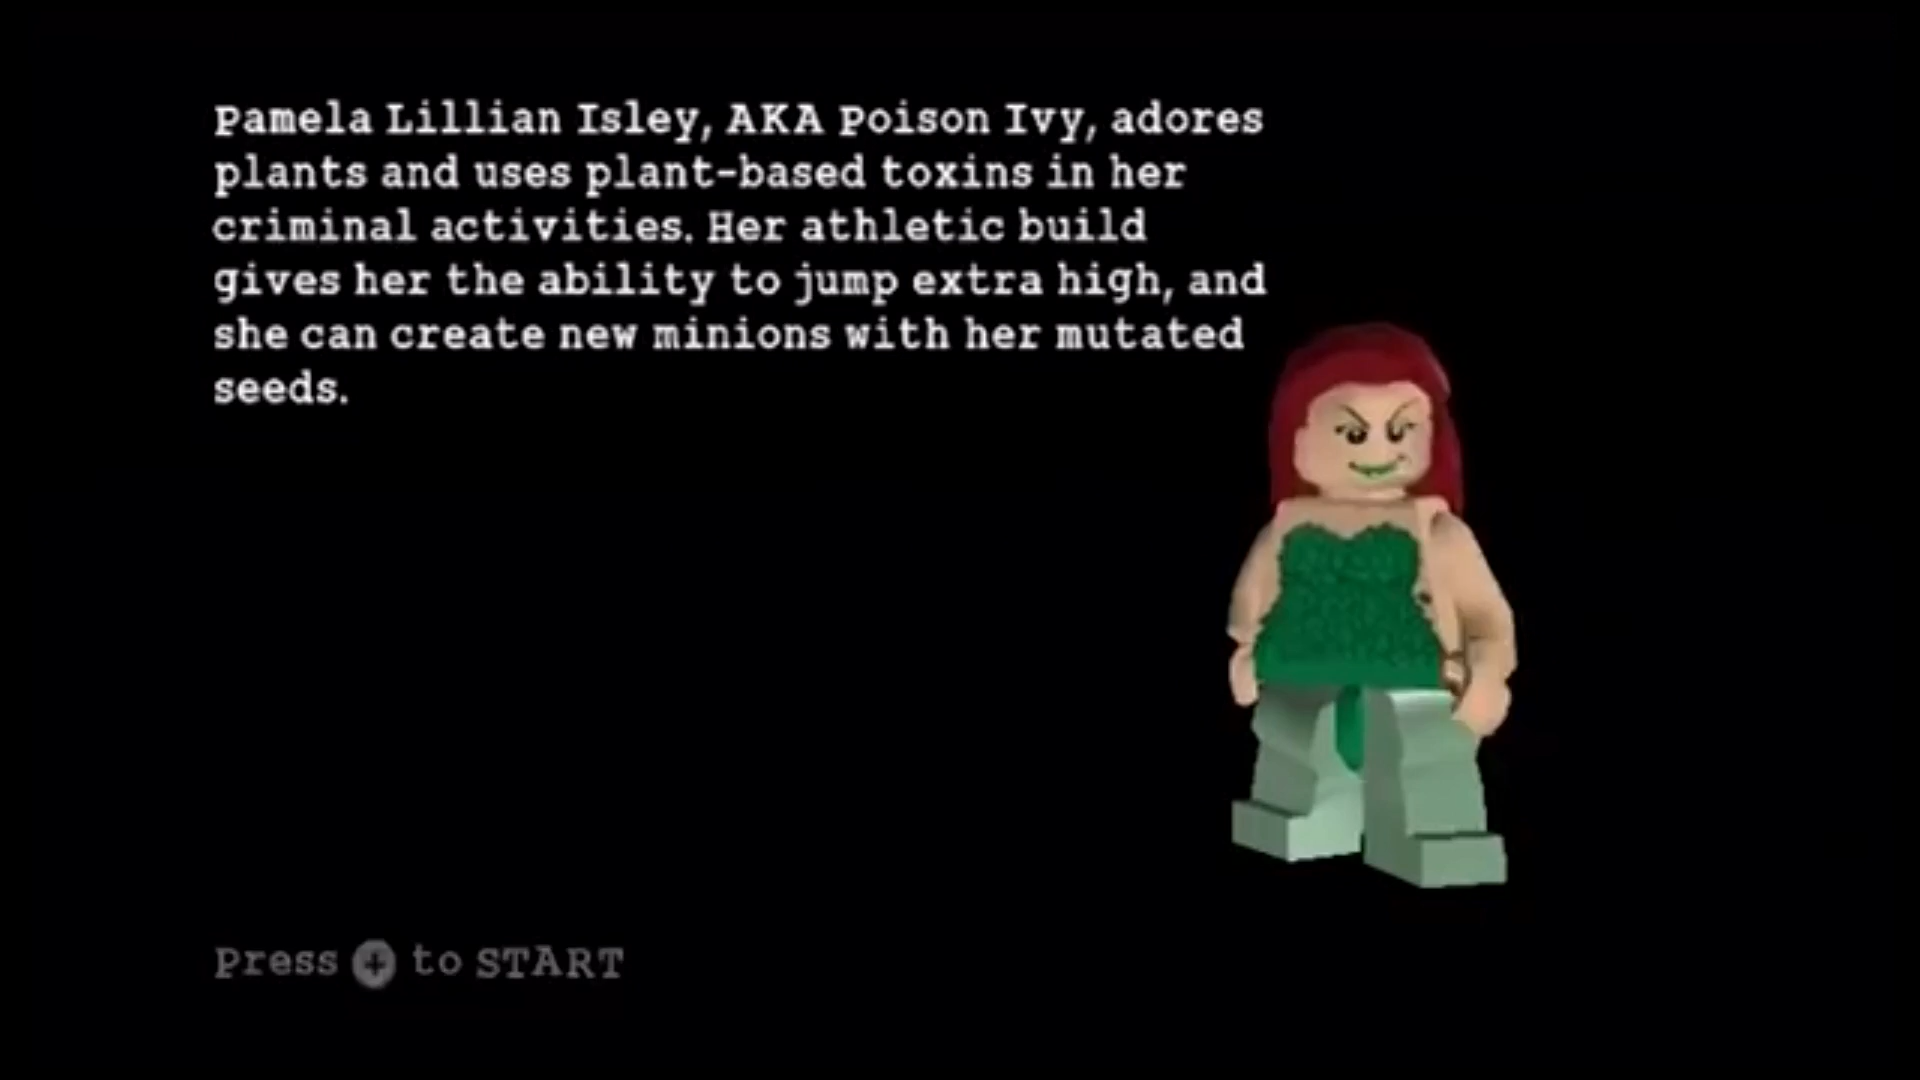 Pamela Lillian Isley, AKA Poison Ivy, adores
plants and uses plant-based toxins in her
criminal activities. Her athletic build
gives her the ability to jump extra high, and
she can create new minions with her mutated
seeds.
Press + to START